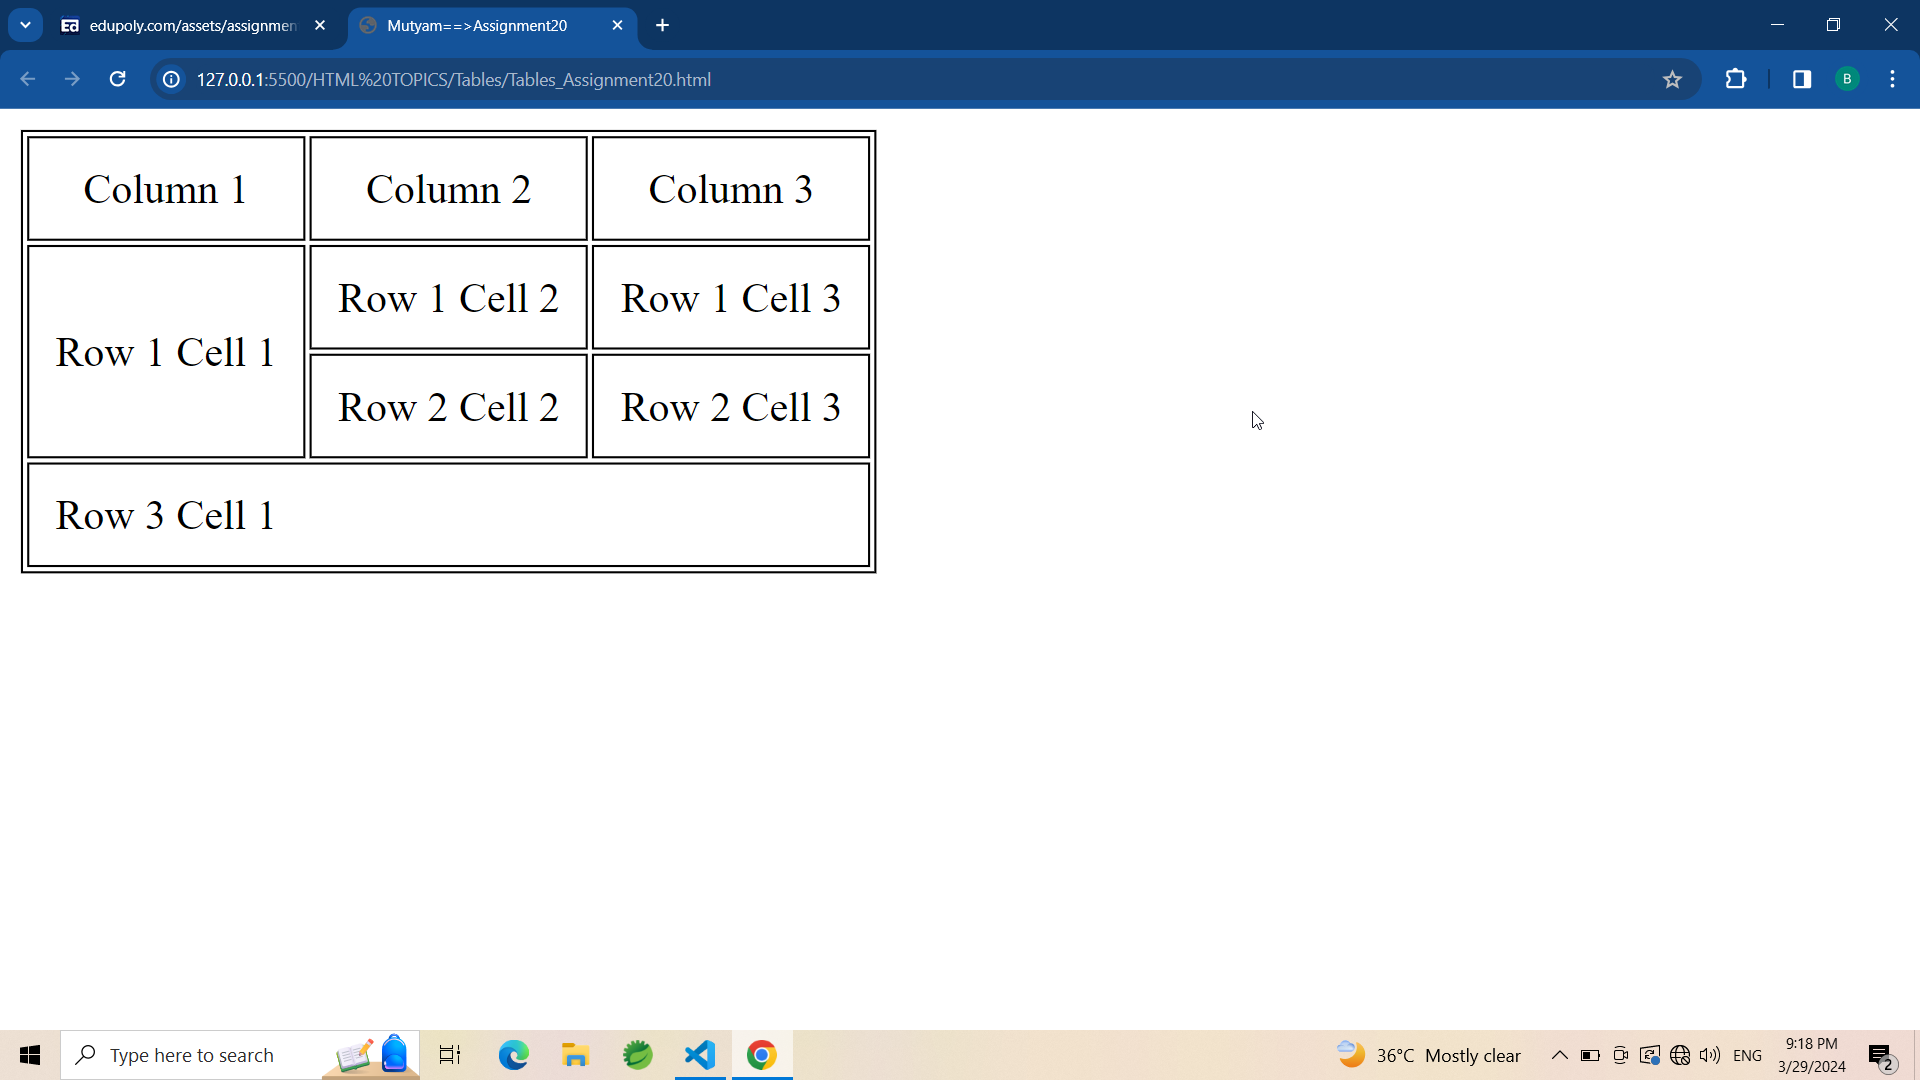 edupoly.com/assets/assignmen
Mutyam==>Assignment20
127.0.0.1:5500/HTML%20TOPICS/Tables/Tables_Assignment20.html
B
Column 1 Column 2 Column 3
Row 1 Cell 1 Row 1 Cell 2 Row 1 Cell 3
Row 2 Cell 2 Row 2 Cell 3
Row 3 Cell 1
Type here to search
36°C Mostly clear
ENG
9:18 PM
3/29/2024
2